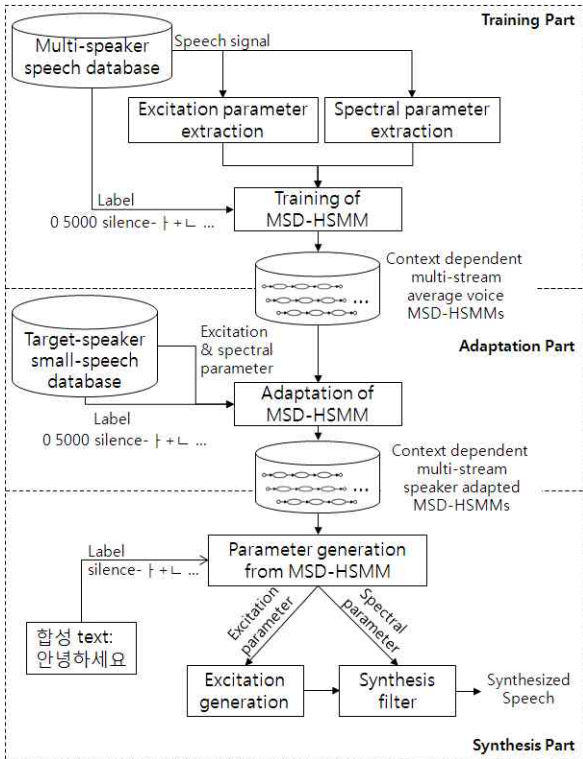 Training Part
Multi-speaker
speech database
Speech signal
Excitation parameter
extraction
Spectral parameter
extraction
Label
0 5000 silence-ㅏ+ㄴ ...
Training of
MSD-HSMM
Context dependent
multi-stream
average voice
MSD-HSMMs
...
Adaptation Part
Target-speaker
small-speech
database
Excitation
& spectral
parameter
Label
0 5000 silence-ㅏ+ㄴ ...
Adaptation of
MSD-HSMM
Context dependent
multi-stream
speaker adapted
MSD-HSMMs
...
Label
silence-ㅏ+ㄴ ...
Parameter generation
from MSD-HSMM
합성 text:
안녕하세요
Excitation
parameter
Spectral
parameter
Excitation
generation
Synthesis
filter
Synthesized
Speech
Synthesis Part